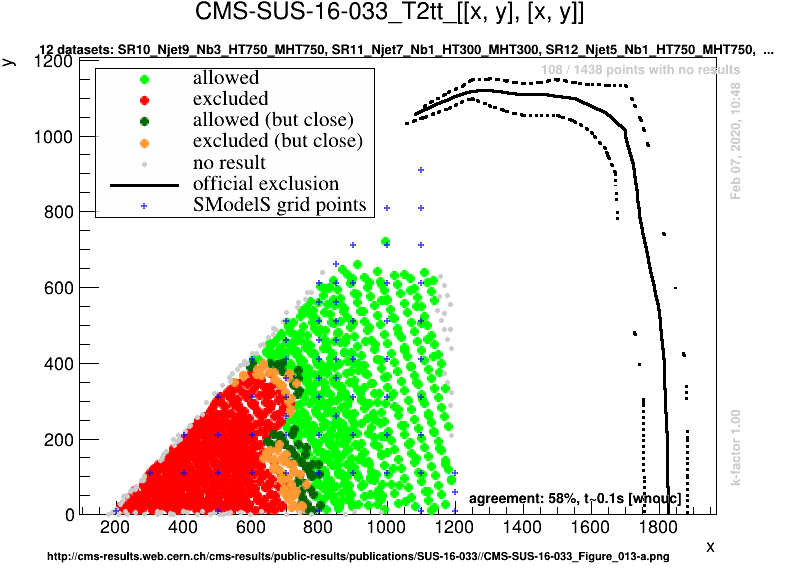 CMS-SUS-16-033_T2tt_[[x, y], [x, y]]
12 datasets: SR10_Njet9_Nb3_HT750_MHT750, SR11_Njet7_Nb1_HT300_MHT300, SR12_Njet5_Nb1_HT750_MHT750, ...
y
1200
108 / 1438 points with no results
allowed
excluded
allowed (but close)
excluded (but close)
no result
official exclusion
SModelS grid points
Feb 07, 2020, 10:48
1000
800
600
400
200
0
k-factor 1.00
agreement: 58%, t~0.1s [wnouc]
200 400 600 800 1000 1200 1400 1600 1800
x
http://cms-results.web.cern.ch/cms-results/public-results/publications/SUS-16-033//CMS-SUS-16-033_Figure_013-a.png